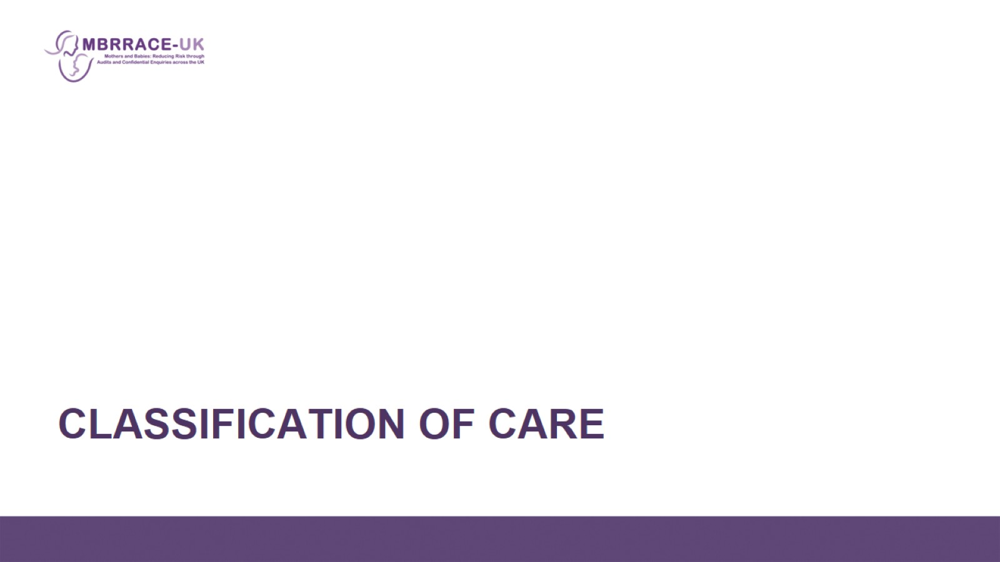 MBRRACE-UK
Mothers and Babies: Reducing Risk through
Audits and Confidential Enquiries across the UK
CLASSIFICATION OF CARE